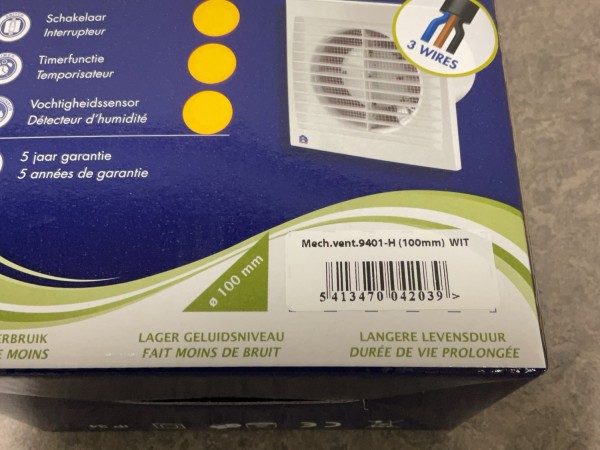 Schakelaar
Interrupteur
Timerfunctie
Temporisateur
Vochtigheidssensor
Détecteur d'humidité
5 jaar garantie
5 années de garantie
3 WIRES
Mech.vent.9401-H (100mm) WIT
5 413470 042039 >
ø 100 mm
ERBRUIK
E MOINS
LAGER GELUIDSNIVEAU
FAIT MOINS DE BRUIT
LANGERE LEVENSDUUR
DURÉE DE VIE PROLONGÉE